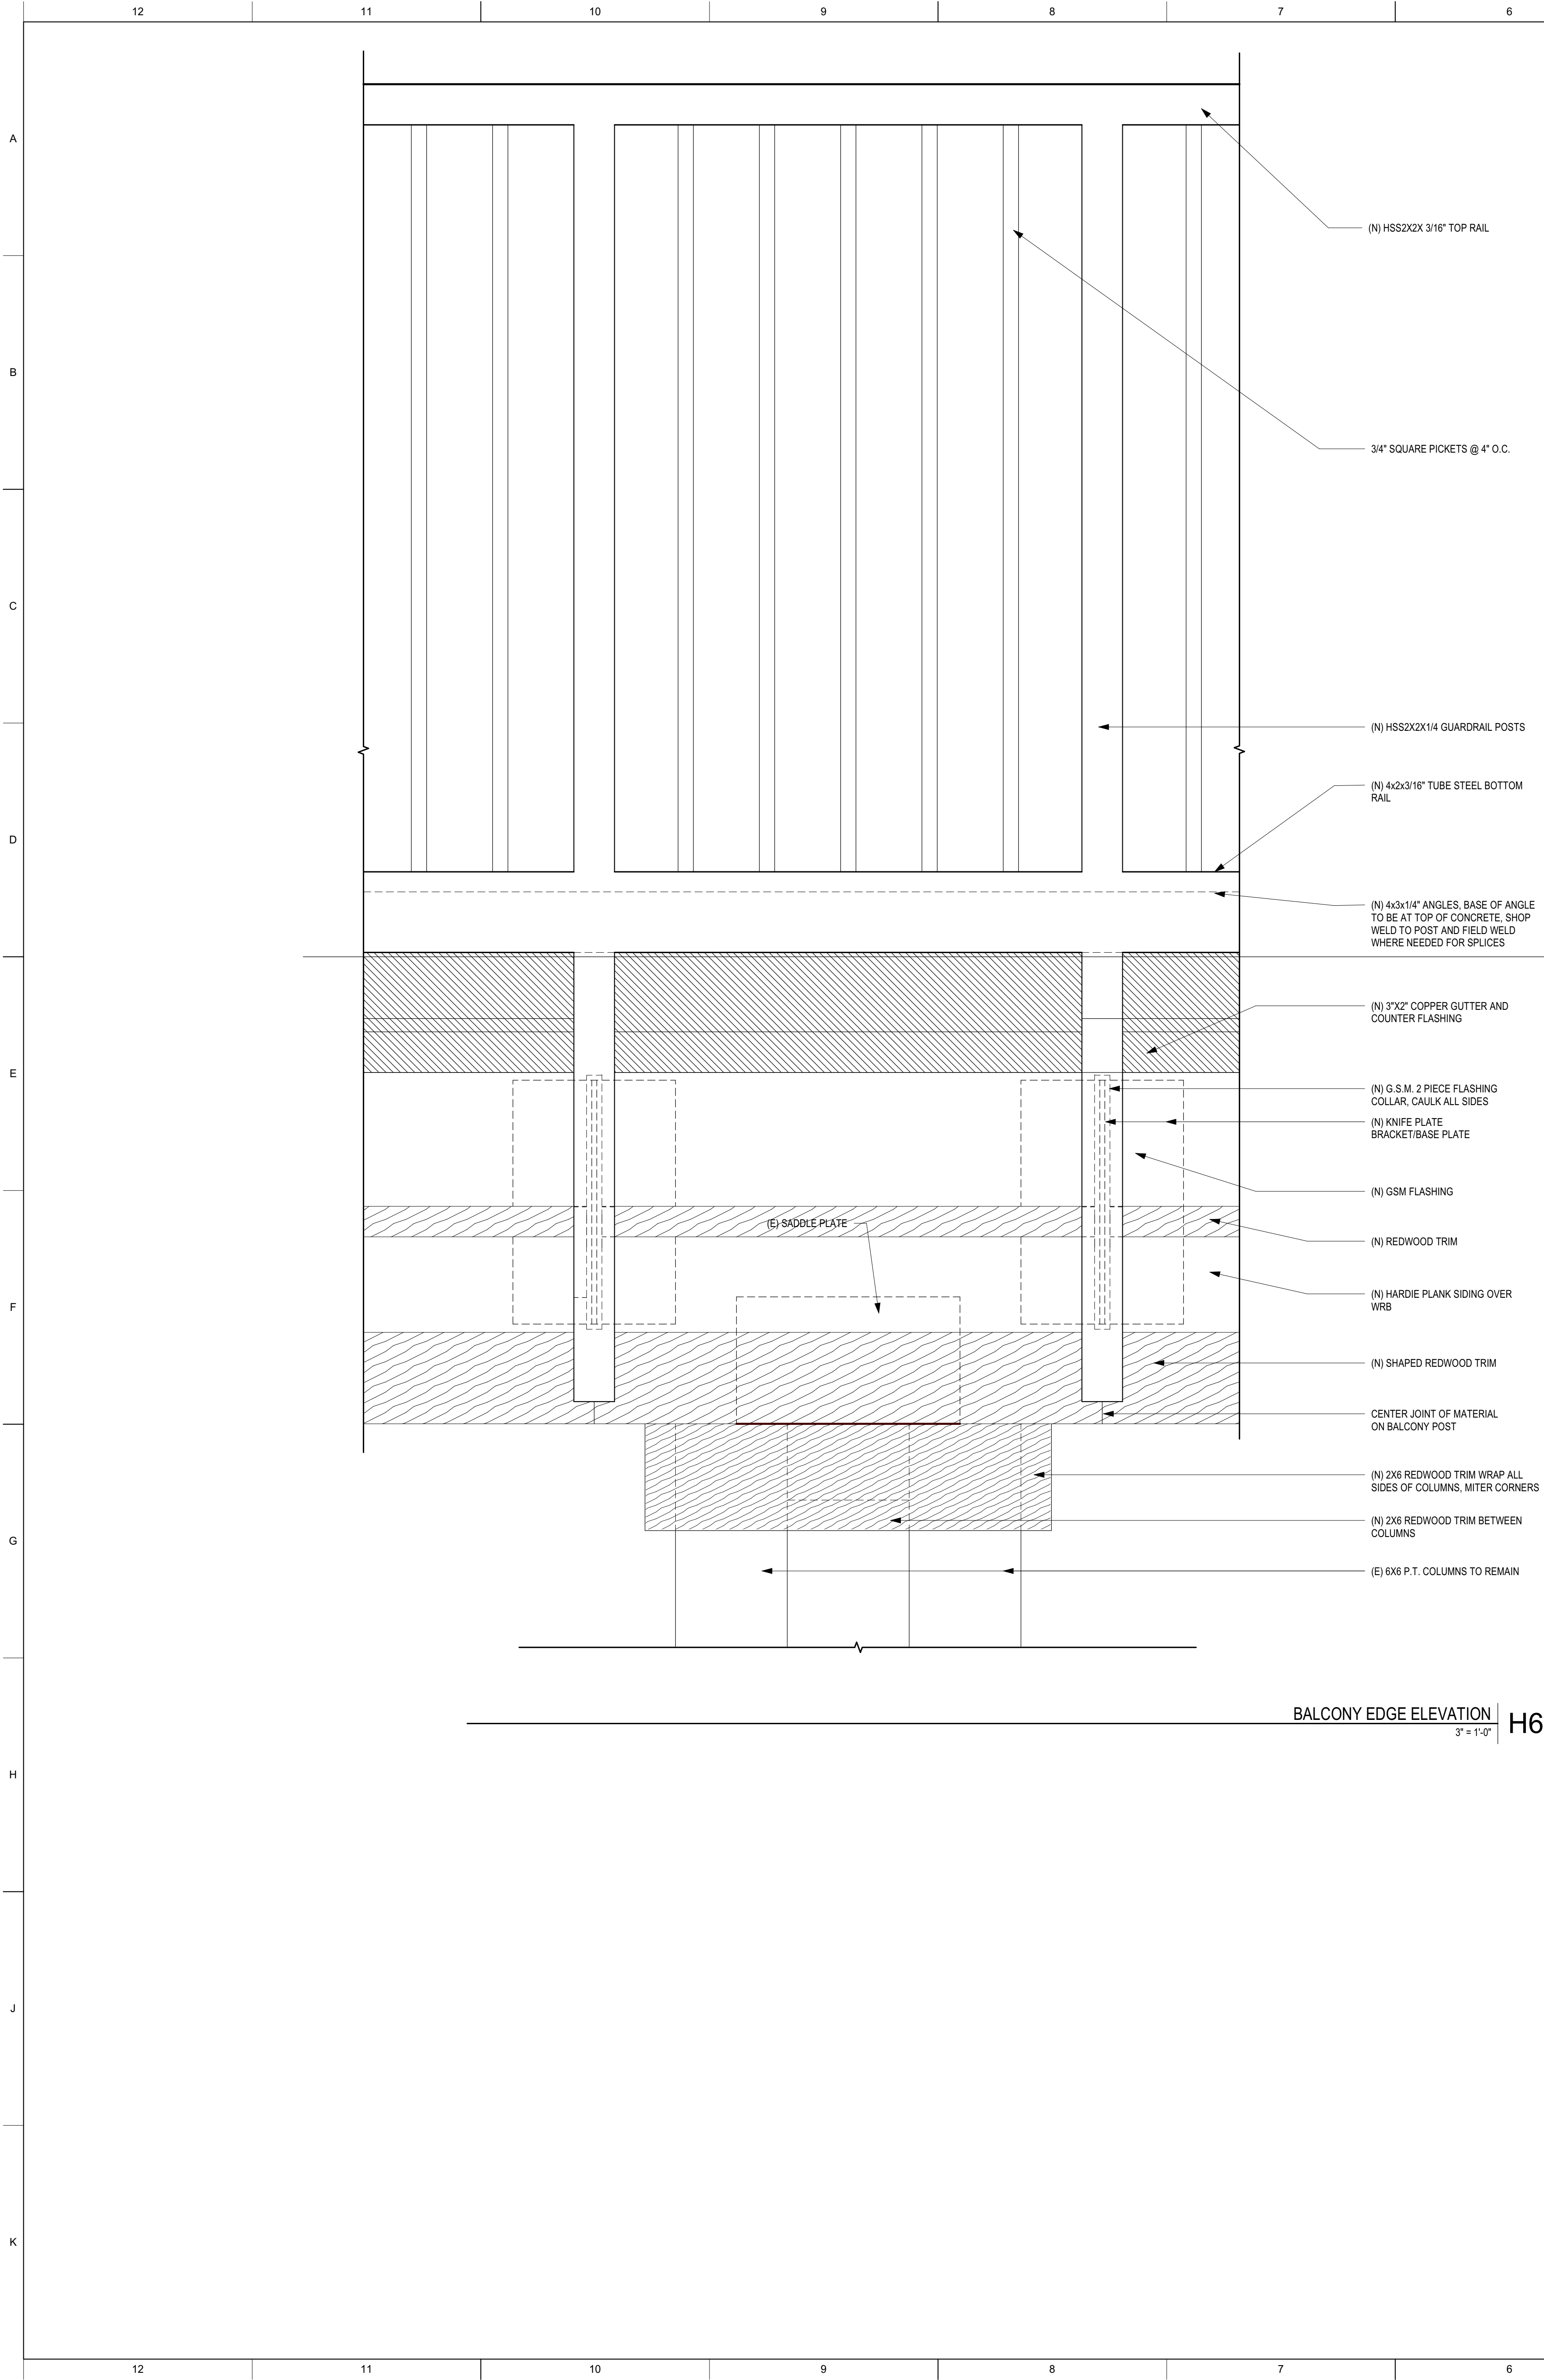 12 11 10 9 8 7 6
A
(N) HSS2X2X 3/16" TOP RAIL
B
3/4" SQUARE PICKETS @ 4" O.C.
C
(N) HSS2X2X1/4 GUARDRAIL POSTS
(N) 4x2x3/16" TUBE STEEL BOTTOM
RAIL
D
(N) 4x3x1/4" ANGLES, BASE OF ANGLE
TO BE AT TOP OF CONCRETE, SHOP
WELD TO POST AND FIELD WELD
WHERE NEEDED FOR SPLICES
(N) 3"X2" COPPER GUTTER AND
COUNTER FLASHING
E
(N) G.S.M. 2 PIECE FLASHING
COLLAR, CAULK ALL SIDES
(N) KNIFE PLATE
BRACKET/BASE PLATE
(N) GSM FLASHING
(E) SADDLE PLATE
(N) REDWOOD TRIM
(N) HARDIE PLANK SIDING OVER
WRB
F
(N) SHAPED REDWOOD TRIM
CENTER JOINT OF MATERIAL
ON BALCONY POST
(N) 2X6 REDWOOD TRIM WRAP ALL
SIDES OF COLUMNS, MITER CORNERS
(N) 2X6 REDWOOD TRIM BETWEEN
COLUMNS
G
(E) 6X6 P.T. COLUMNS TO REMAIN
BALCONY EDGE ELEVATION
3" = 1'-0"
H6
H
J
K
12 11 10 9 8 7 6